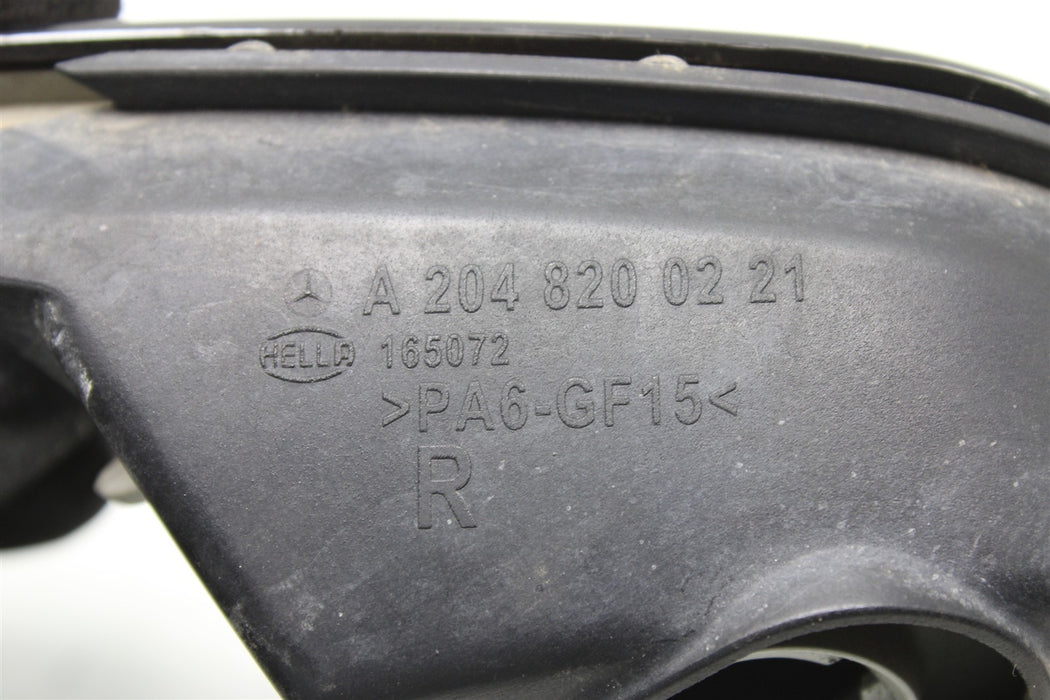 A 204 820 02 21
HELLA 165072
>PA6-GF15<
R